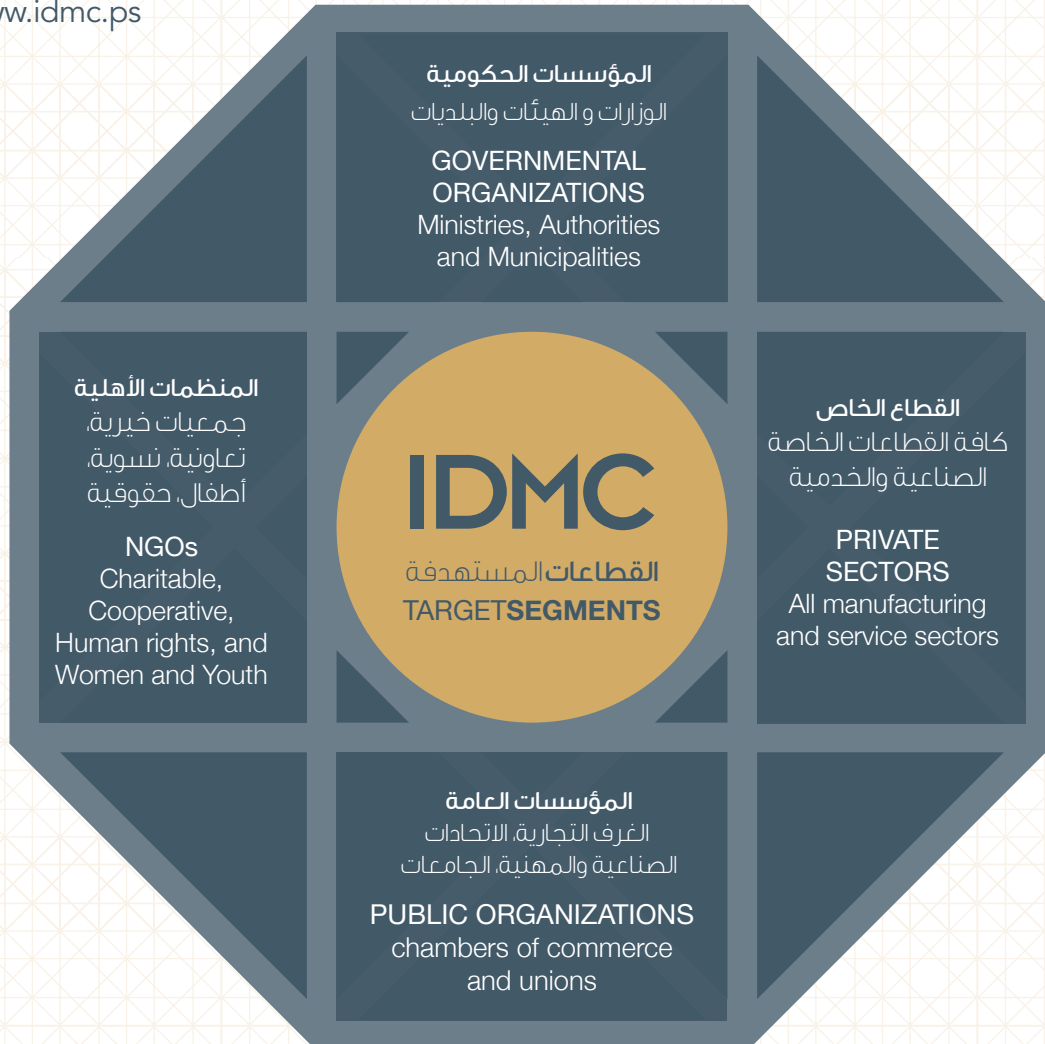 w.idmc.ps
المؤسسات الحكومية
الوزارات و الهيئات والبلديات
GOVERNMENTAL
ORGANIZATIONS
Ministries, Authorities
and Municipalities
المنظمات الأهلية
جمعيات خيرية،
تعاونية، نسوية،
أطفال، حقوقية
NGOs
Charitable,
Cooperative,
Human rights, and
Women and Youth
IDMC
القطاعات المستهدفة
TARGETSEGMENTS
القطاع الخاص
كافة القطاعات الخاصة
الصناعية والخدمية
PRIVATE
SECTORS
All manufacturing
and service sectors
المؤسسات العامة
الغرف التجارية، الاتحادات
الصناعية والمهنية، الجامعات
PUBLIC ORGANIZATIONS
chambers of commerce
and unions